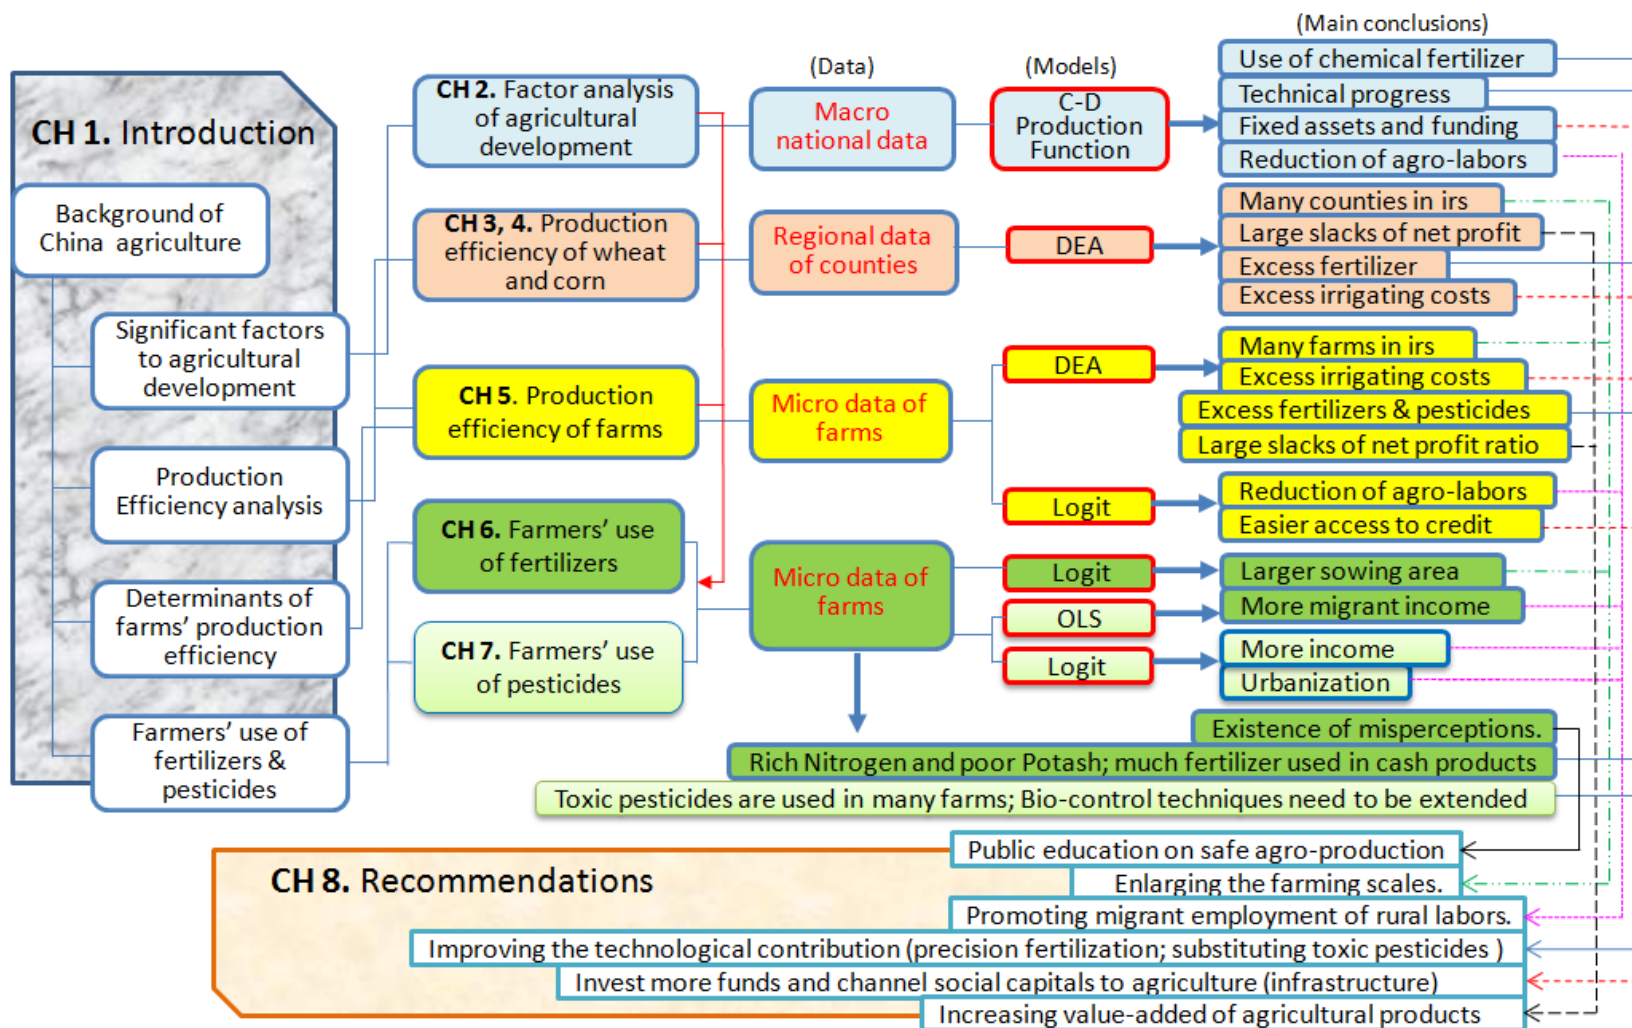 (Main conclusions)
(Data)
(Models)
CH 1. Introduction
Background of
China agriculture
Significant factors
to agricultural
development
Production
Efficiency analysis
Determinants of
farms' production
efficiency
Farmers' use of
fertilizers &
pesticides
CH 2. Factor analysis
of agricultural
development
Macro
national data
C-D
Production
Function
Use of chemical fertilizer
Technical progress
Fixed assets and funding
Reduction of agro-labors
CH 3, 4. Production
efficiency of wheat
and corn
Regional data
of counties
DEA
Many counties in irs
Large slacks of net profit
Excess fertilizer
Excess irrigating costs
CH 5. Production
efficiency of farms
Micro data of
farms
DEA
Many farms in irs
Excess irrigating costs
Excess fertilizers & pesticides
Large slacks of net profit ratio
Logit
Reduction of agro-labors
Easier access to credit
CH 6. Farmers' use
of fertilizers
CH 7. Farmers' use
of pesticides
Micro data of
farms
Logit
Larger sowing area
OLS
More migrant income
Logit
More income
Urbanization
Existence of misperceptions.
Rich Nitrogen and poor Potash; much fertilizer used in cash products
Toxic pesticides are used in many farms; Bio-control techniques need to be extended
CH 8. Recommendations
Public education on safe agro-production
Enlarging the farming scales.
Promoting migrant employment of rural labors.
Improving the technological contribution (precision fertilization; substituting toxic pesticides )
Invest more funds and channel social capitals to agriculture (infrastructure)
Increasing value-added of agricultural products